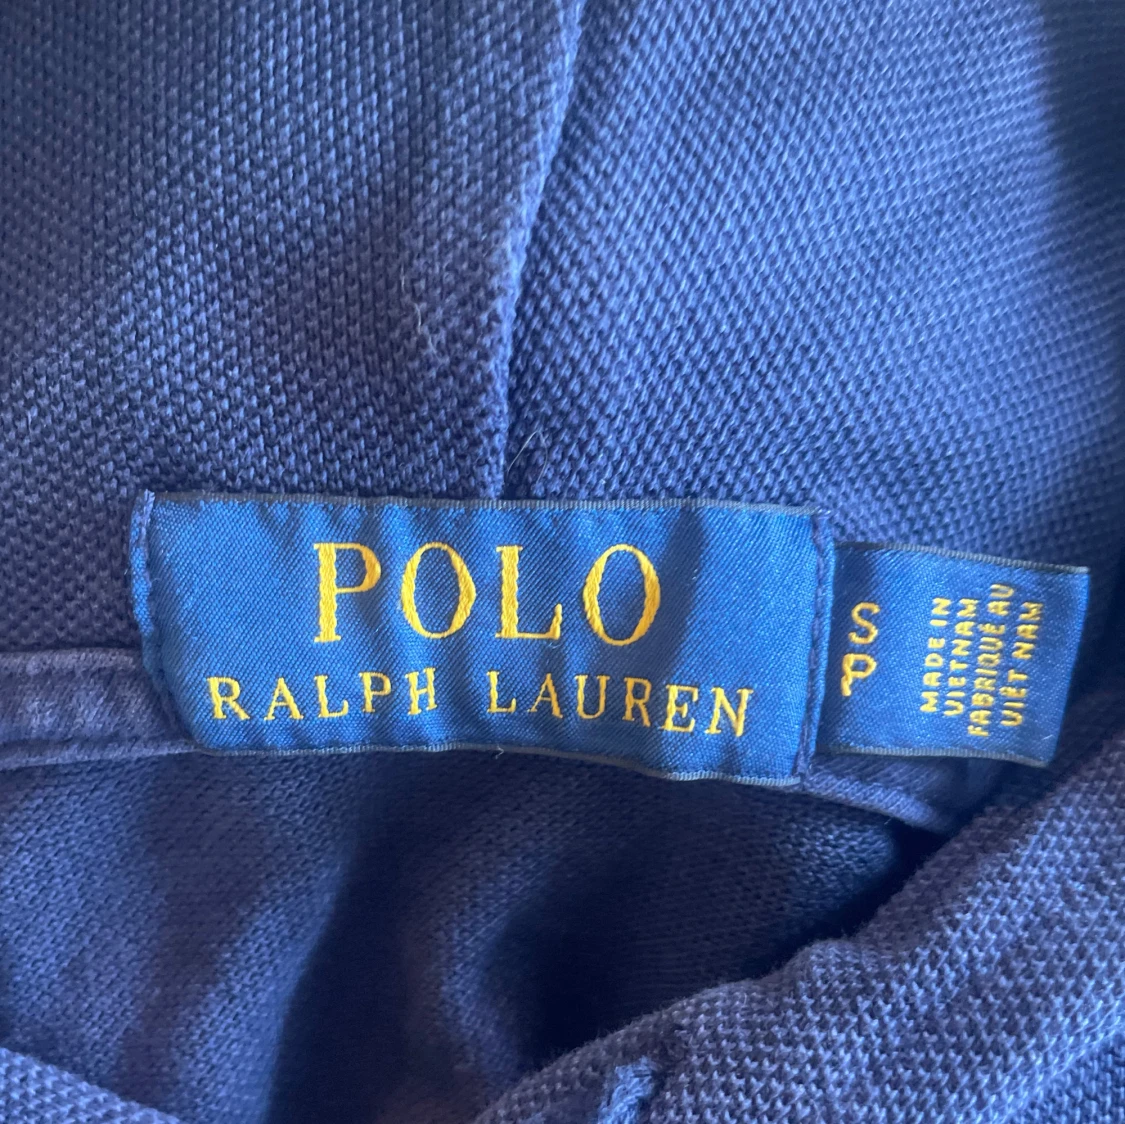 POLO
RALPH LAUREN
S
P
MADE IN
VIETNAM
FABRIQUÉ AU
VIÊT NAM